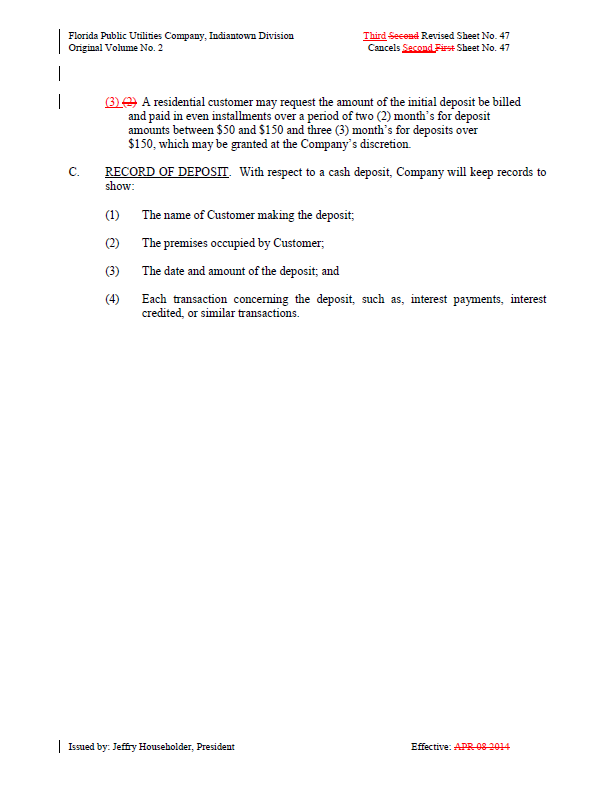 Florida Public Utilities Company, Indiantown Division Third Second Revised Sheet No. 47
Original Volume No. 2 Cancels Second First Sheet No. 47
(3) (2) A residential customer may request the amount of the initial deposit be billed
and paid in even installments over a period of two (2) month's for deposit
amounts between $50 and $150 and three (3) month's for deposits over
$150, which may be granted at the Company's discretion.
C. RECORD OF DEPOSIT. With respect to a cash deposit, Company will keep records to
show:
(1) The name of Customer making the deposit;
(2) The premises occupied by Customer;
(3) The date and amount of the deposit; and
(4) Each transaction concerning the deposit, such as, interest payments, interest
credited, or similar transactions.
Issued by: Jeffry Householder, President Effective: APR 08 2014